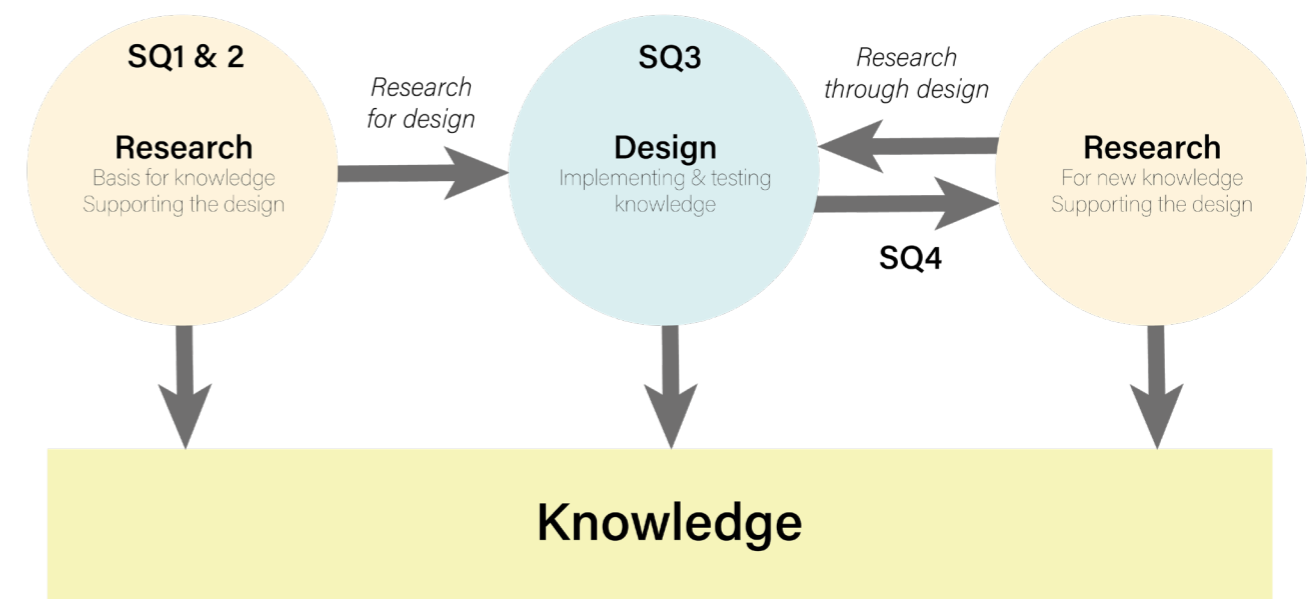 SQ1 & 2
Research
Basis for knowledge
Supporting the design
Research
for design
SQ3
Design
Implementing & testing
knowledge
Research
through design
SQ4
Research
For new knowledge
Supporting the design
Knowledge